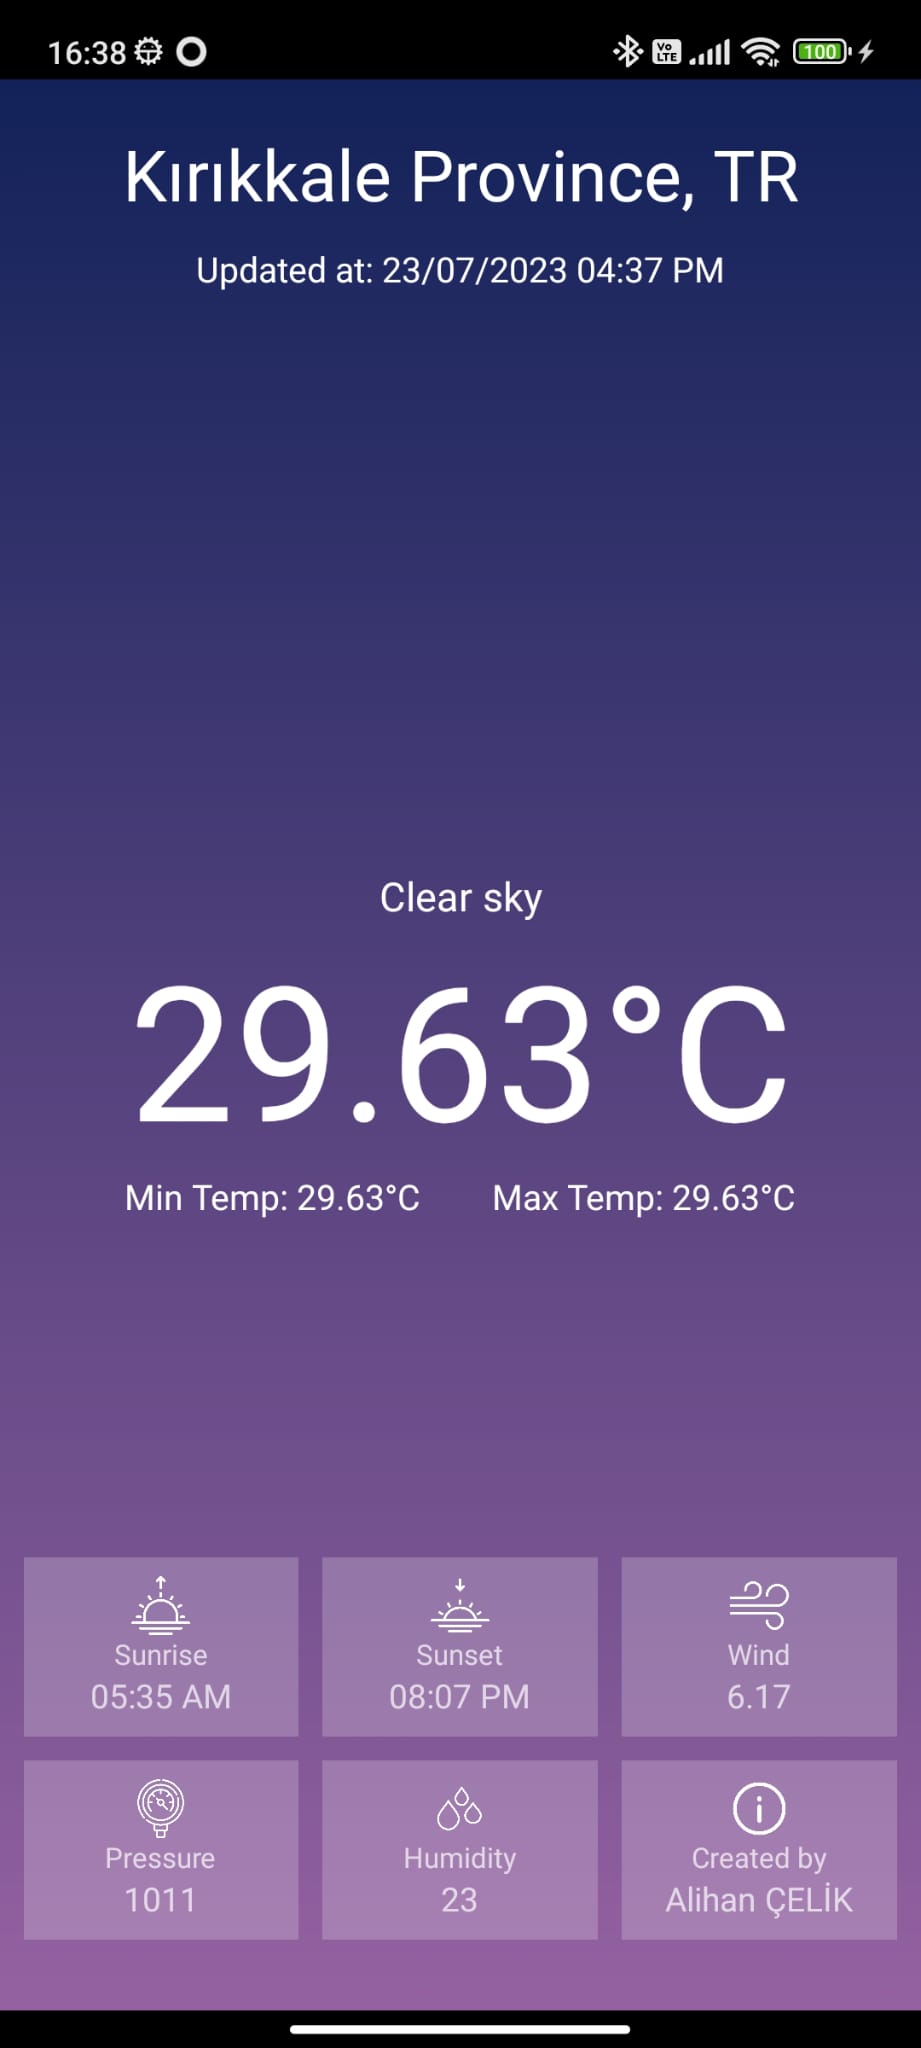 16:38 Vo LTE 100
Kırıkkale Province, TR
Updated at: 23/07/2023 04:37 PM
Clear sky
29.63°C
Min Temp: 29.63°C Max Temp: 29.63°C
Sunrise Sunset Wind
05:35 AM 08:07 PM 6.17
Pressure Humidity Created by
1011 23 Alihan ÇELİK